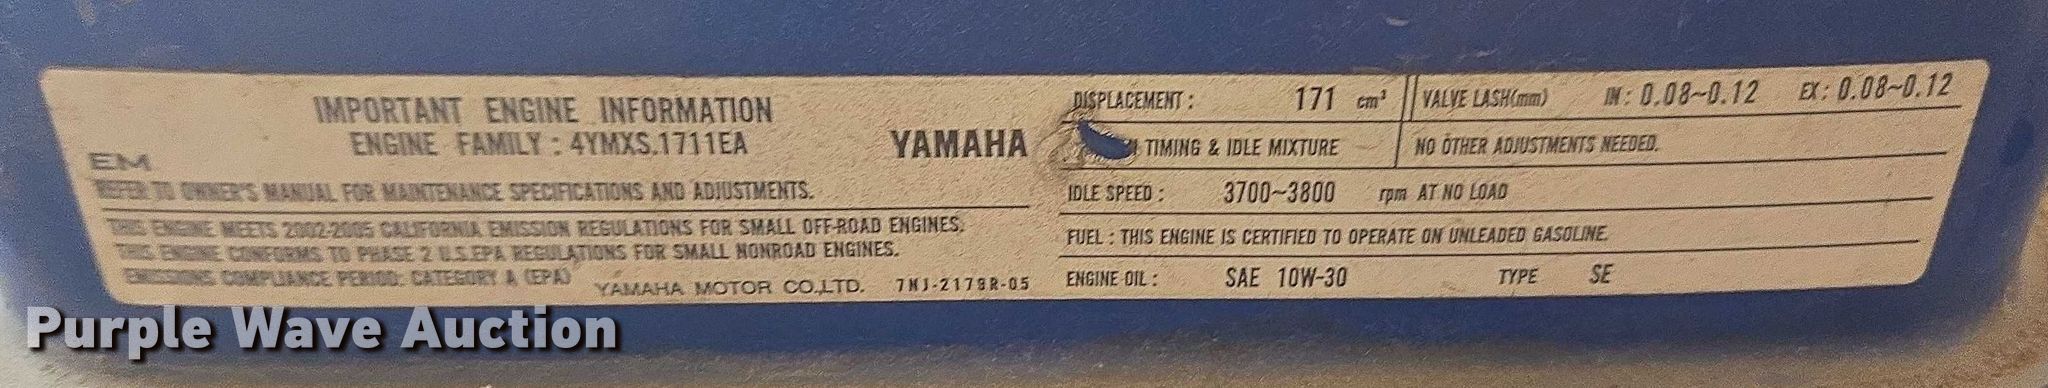 IMPORTANT ENGINE INFORMATION
ENGINE FAMILY : 4YMXS.1711EA
EM
YAMAHA
REFER TO OWNER'S MANUAL FOR MAINTENANCE SPECIFICATIONS AND ADJUSTMENTS.
THIS ENGINE MEETS 2002-2005 CALIFORNIA EMISSION REGULATIONS FOR SMALL OFF-ROAD ENGINES.
THIS ENGINE CONFORMS TO PHASE 2 U.S.EPA REGULATIONS FOR SMALL NONROAD ENGINES.
EMISSIONS COMPLIANCE PERIOD: CATEGORY A (EPA)
YAMAHA MOTOR CO.,LTD. 7NJ-2179R-05
DISPLACEMENT : 171 cm³
VALVE LASH(mm) IN : 0.08~0.12 EX : 0.08~0.12
TIMING & IDLE MIXTURE
NO OTHER ADJUSTMENTS NEEDED.
IDLE SPEED : 3700~3800 rpm AT NO LOAD
FUEL : THIS ENGINE IS CERTIFIED TO OPERATE ON UNLEADED GASOLINE.
ENGINE OIL : SAE 10W-30 TYPE SE
Purple Wave Auction